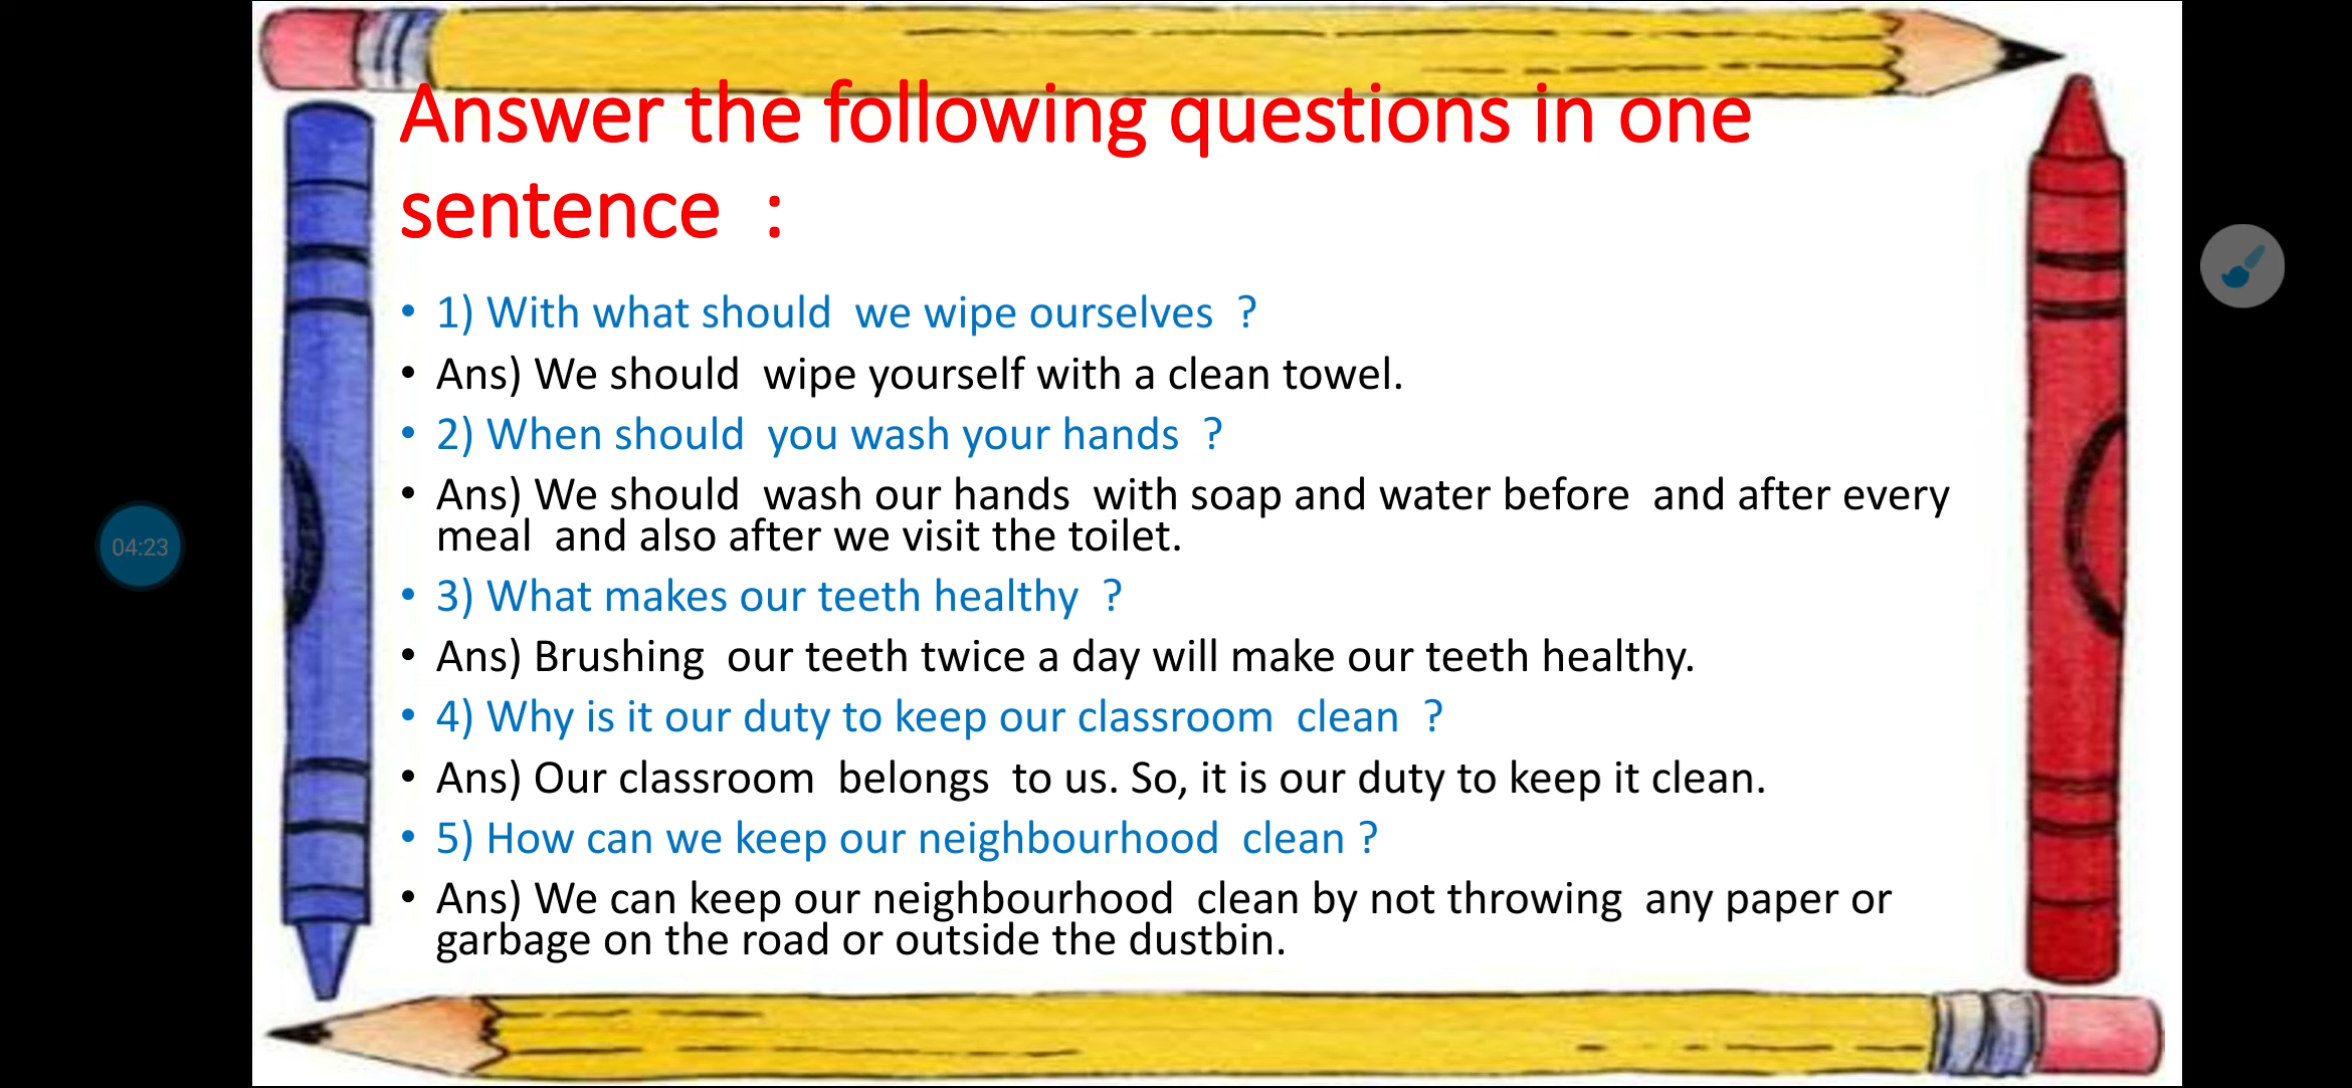 Answer the following questions in one
sentence :
• 1) With what should we wipe ourselves ?
• Ans) We should wipe yourself with a clean towel.
• 2) When should you wash your hands ?
• Ans) We should wash our hands with soap and water before and after every
meal and also after we visit the toilet.
• 3) What makes our teeth healthy ?
• Ans) Brushing our teeth twice a day will make our teeth healthy.
• 4) Why is it our duty to keep our classroom clean ?
• Ans) Our classroom belongs to us. So, it is our duty to keep it clean.
• 5) How can we keep our neighbourhood clean ?
• Ans) We can keep our neighbourhood clean by not throwing any paper or
garbage on the road or outside the dustbin.
04:23